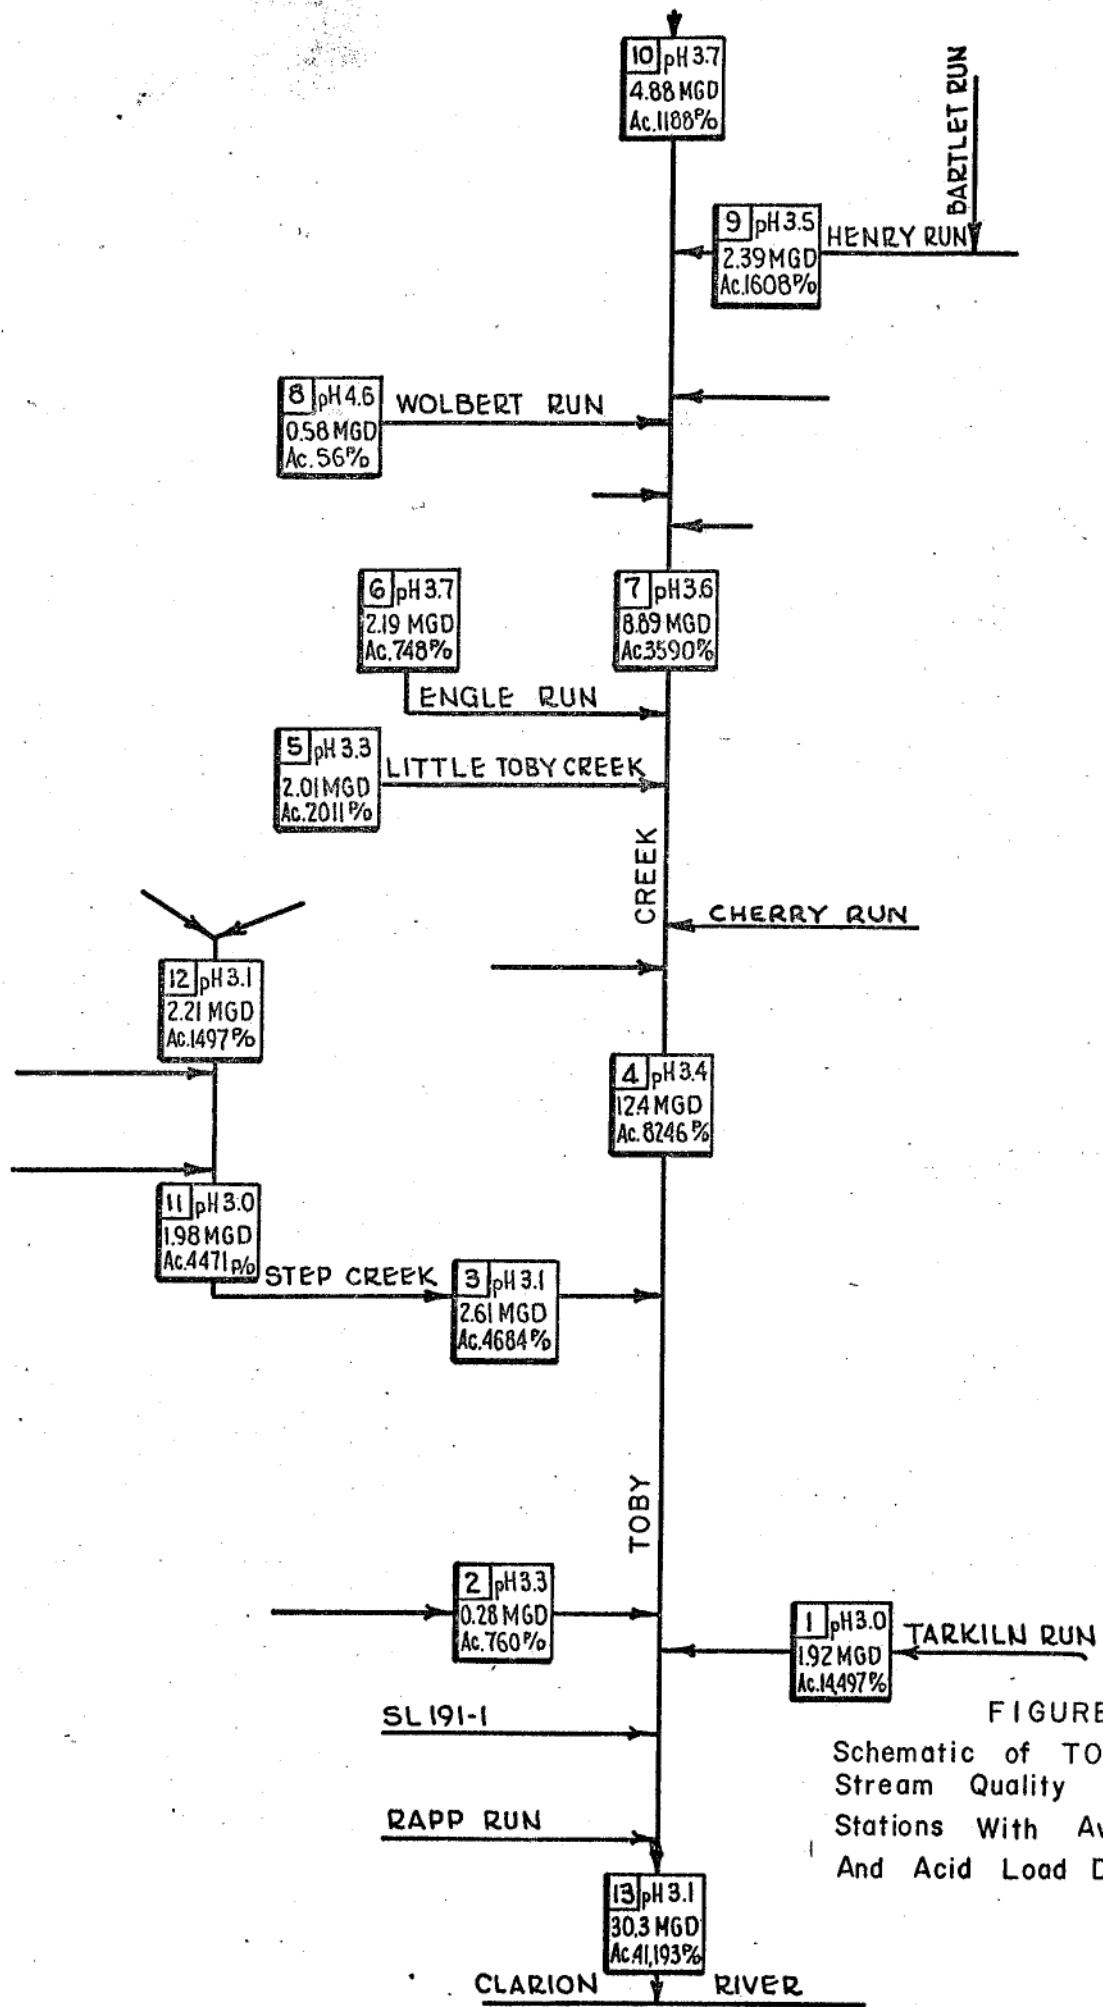 10 pH 3.7
4.88 MGD
Ac.1188 P/D
BARTLET RUN
9 pH 3.5
2.39 MGD
Ac.1608 P/D
HENRY RUN
8 pH 4.6
0.58 MGD
Ac. 56 P/D
WOLBERT RUN
6 pH 3.7
2.19 MGD
Ac. 748 P/D
7 pH 3.6
8.89 MGD
Ac.3590 P/D
ENGLE RUN
5 pH 3.3
2.01 MGD
Ac.2011 P/D
LITTLE TOBY CREEK
CREEK
CHERRY RUN
12 pH 3.1
2.21 MGD
Ac.1497 P/D
4 pH 3.4
12.4 MGD
Ac. 8246 P/D
11 pH 3.0
1.98 MGD
Ac.4471 P/D
STEP CREEK
3 pH 3.1
2.61 MGD
Ac.4684 P/D
TOBY
2 pH 3.3
0.28 MGD
Ac. 760 P/D
1 pH 3.0
1.92 MGD
Ac.14,497 P/D
TARKILN RUN
SL 191-1
FIGURE
Schematic of TO
Stream Quality
Stations With Av
And Acid Load D
RAPP RUN
13 pH 3.1
30.3 MGD
Ac.41,193 P/D
CLARION RIVER